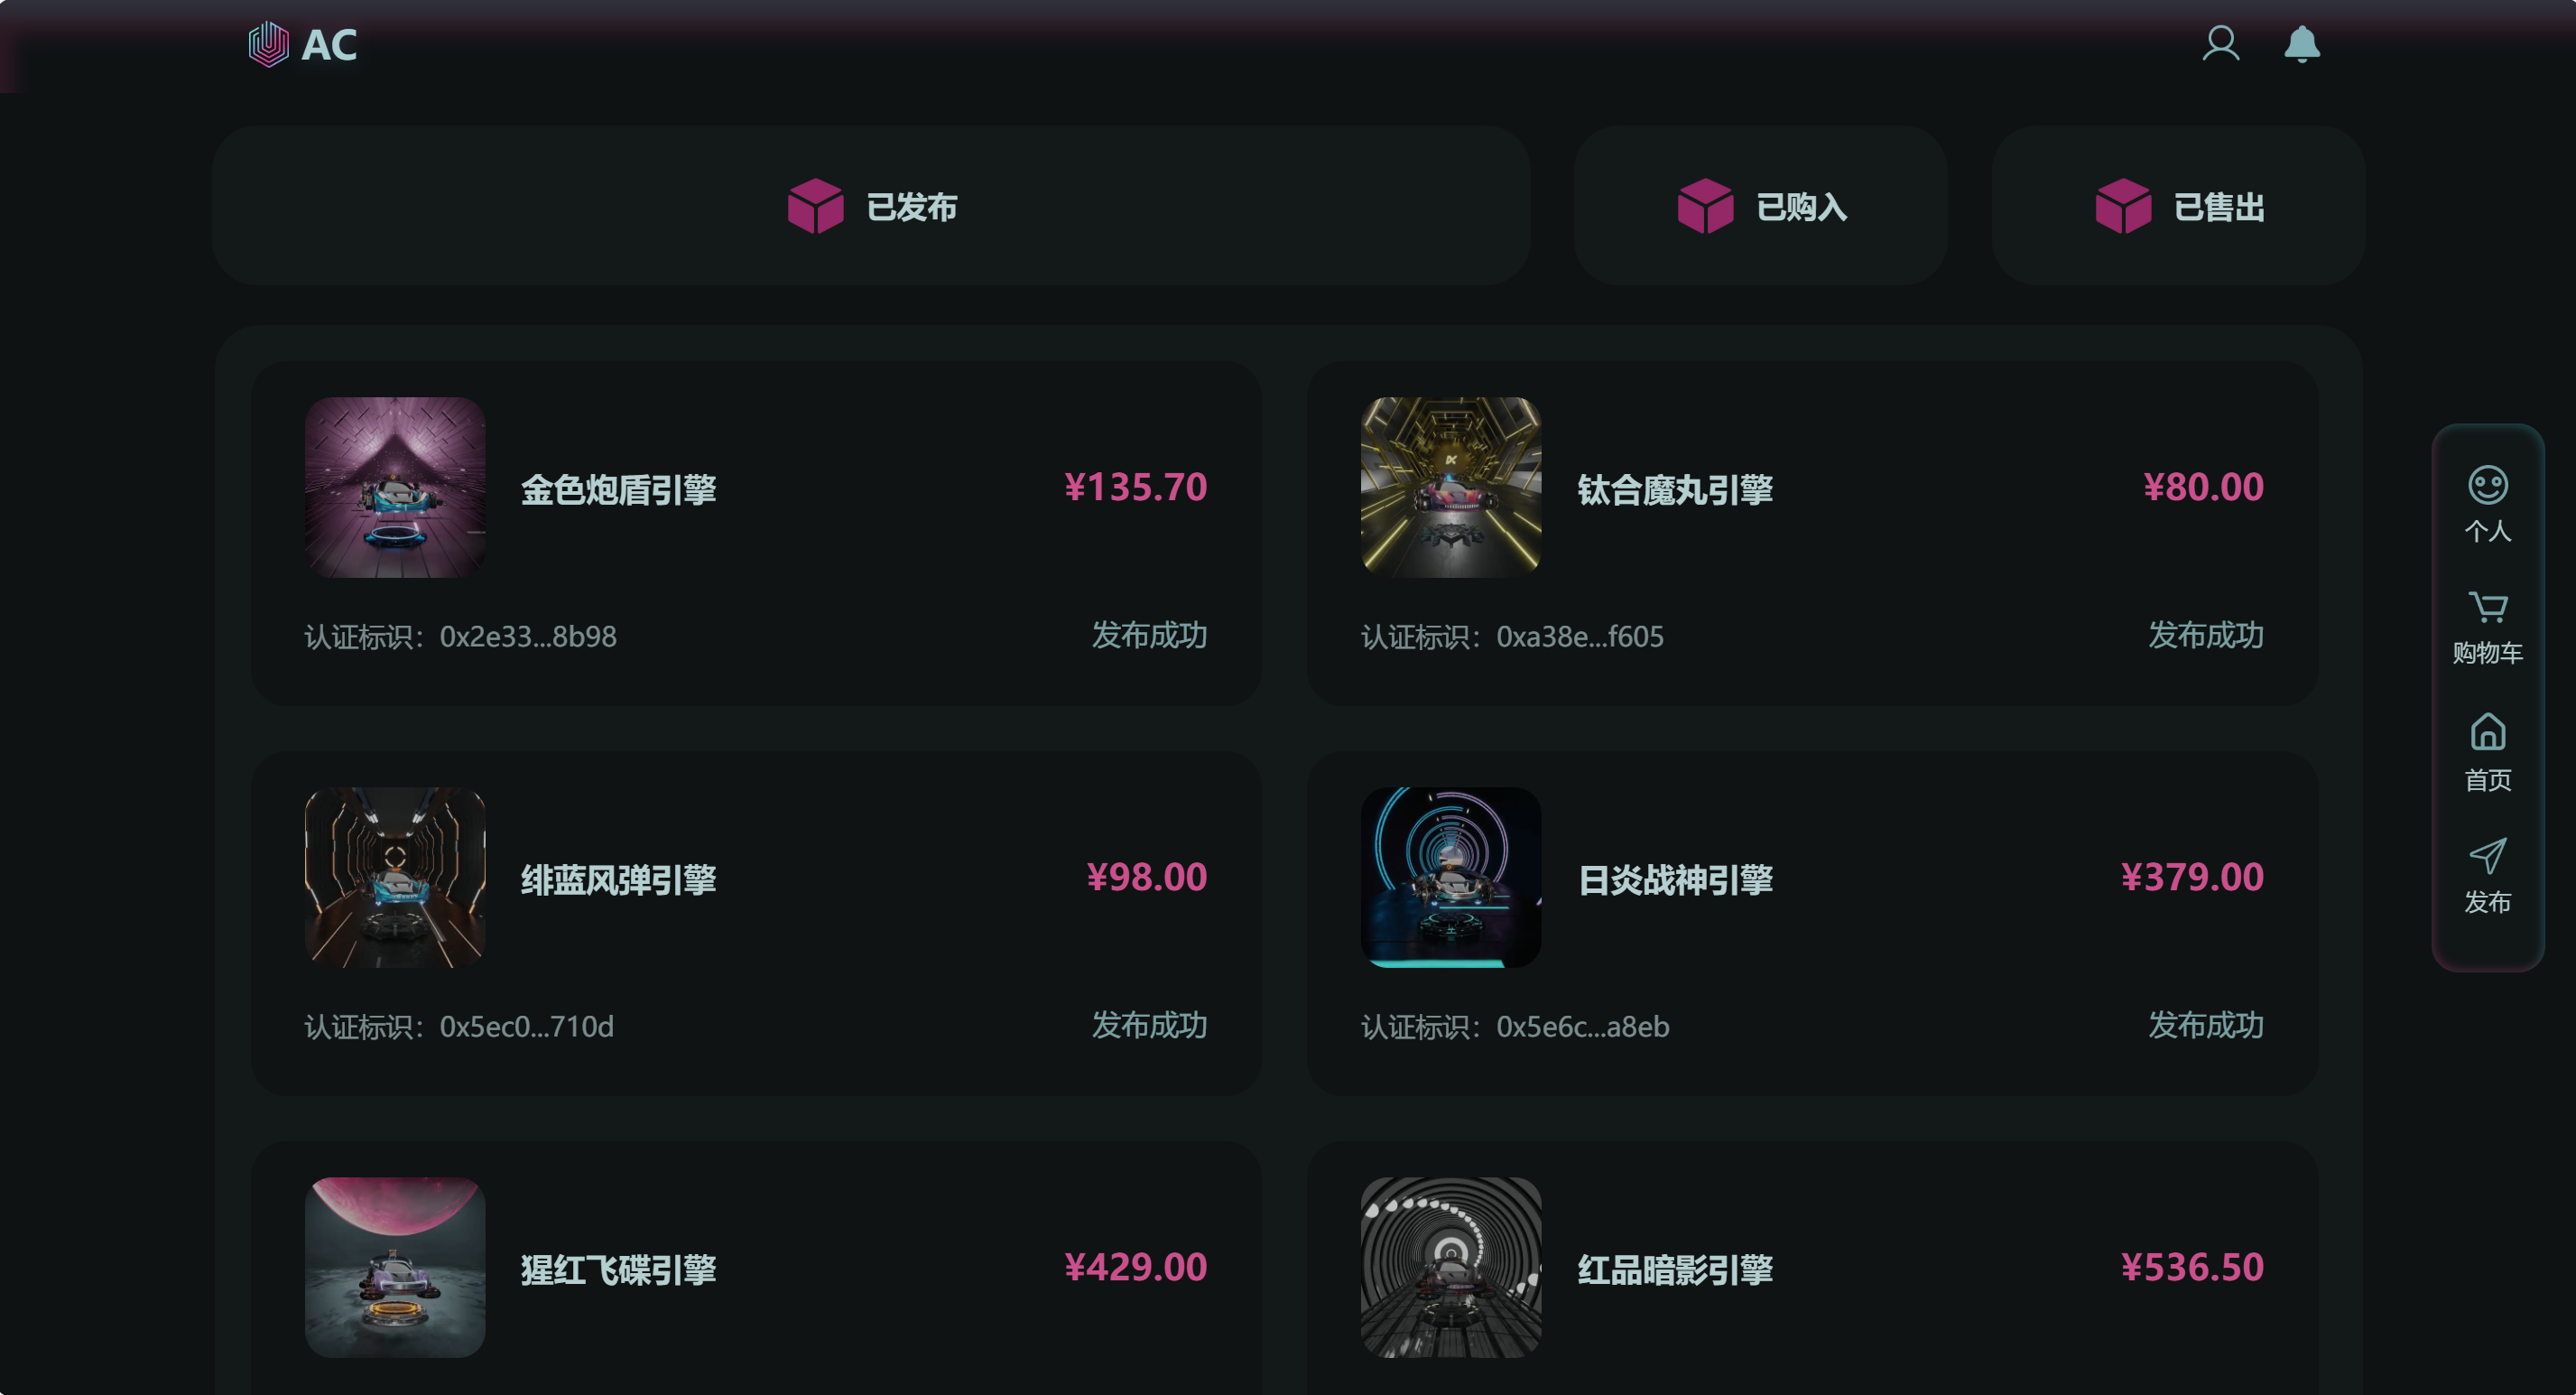 AC
已发布
已购入
已售出
金色炮盾引擎
¥135.70
认证标识：0x2e33...8b98
发布成功
钛合魔丸引擎
¥80.00
认证标识：0xa38e...f605
发布成功
绯蓝风弹引擎
¥98.00
认证标识：0x5ec0...710d
发布成功
日炎战神引擎
¥379.00
认证标识：0x5e6c...a8eb
发布成功
猩红飞碟引擎
¥429.00
红品暗影引擎
¥536.50
个人
购物车
首页
发布